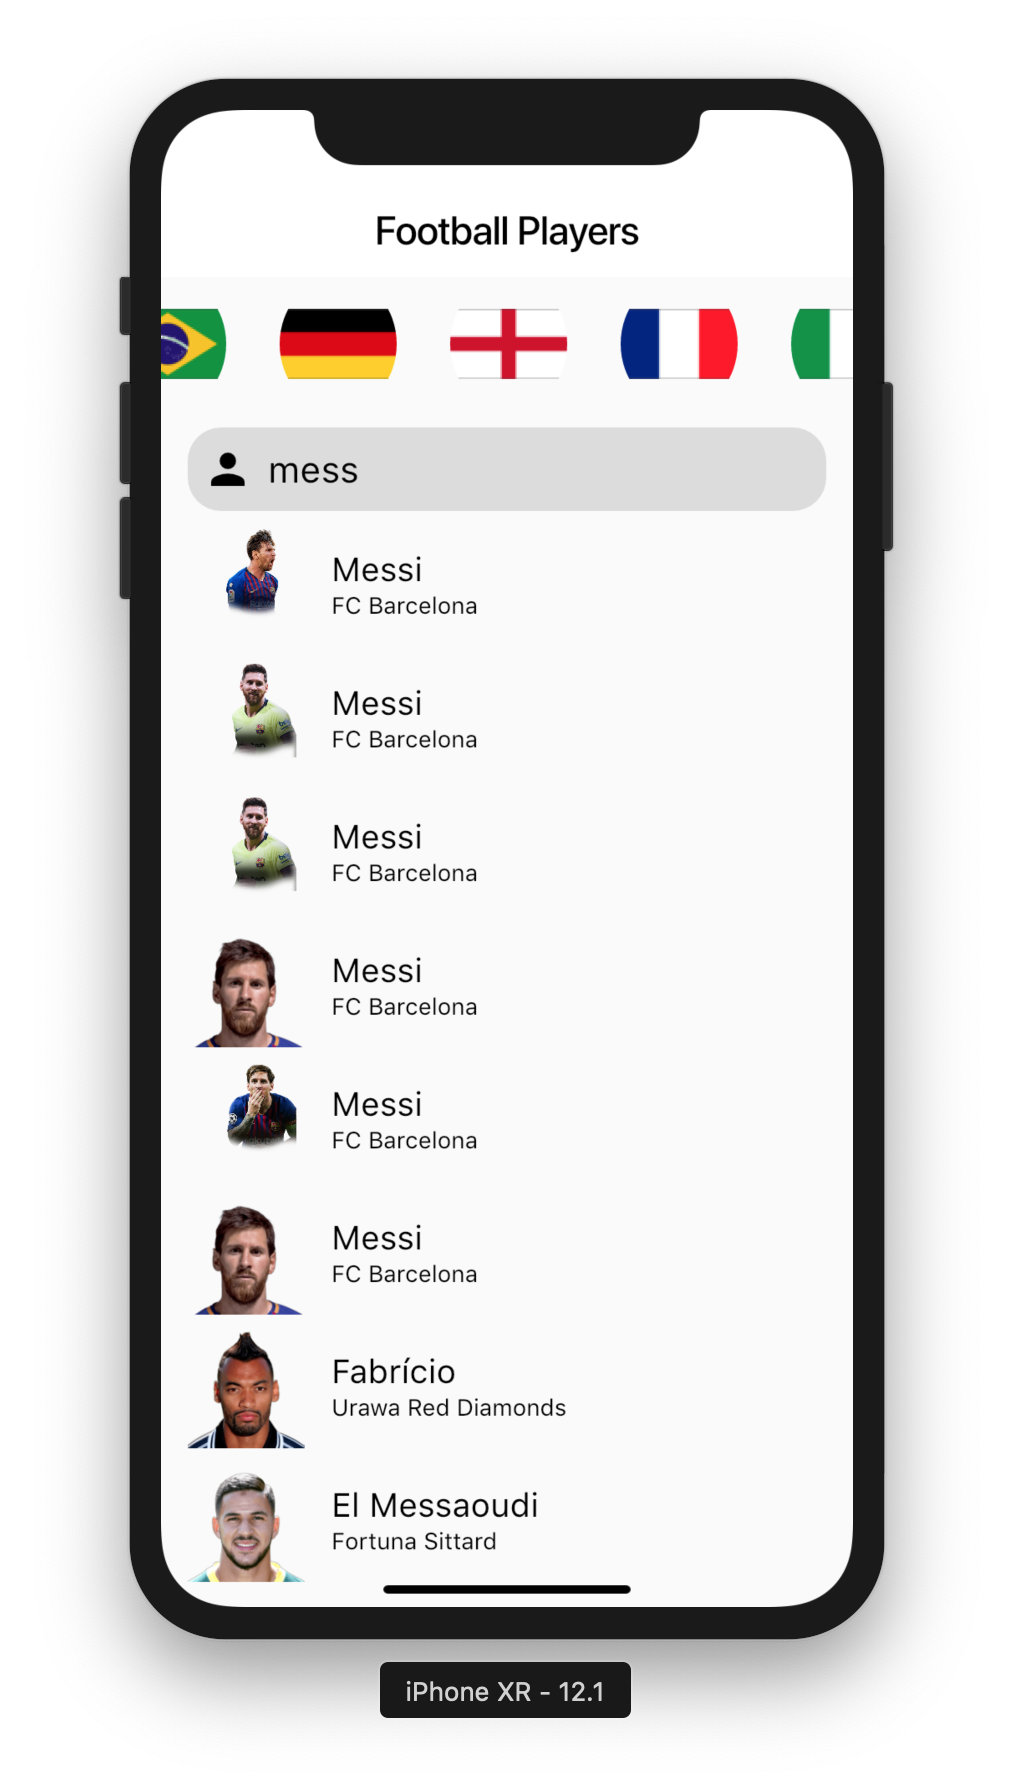 Football Players
mess
Messi
FC Barcelona
Messi
FC Barcelona
Messi
FC Barcelona
Messi
FC Barcelona
Messi
FC Barcelona
Messi
FC Barcelona
Fabrício
Urawa Red Diamonds
El Messaoudi
Fortuna Sittard
iPhone XR - 12.1